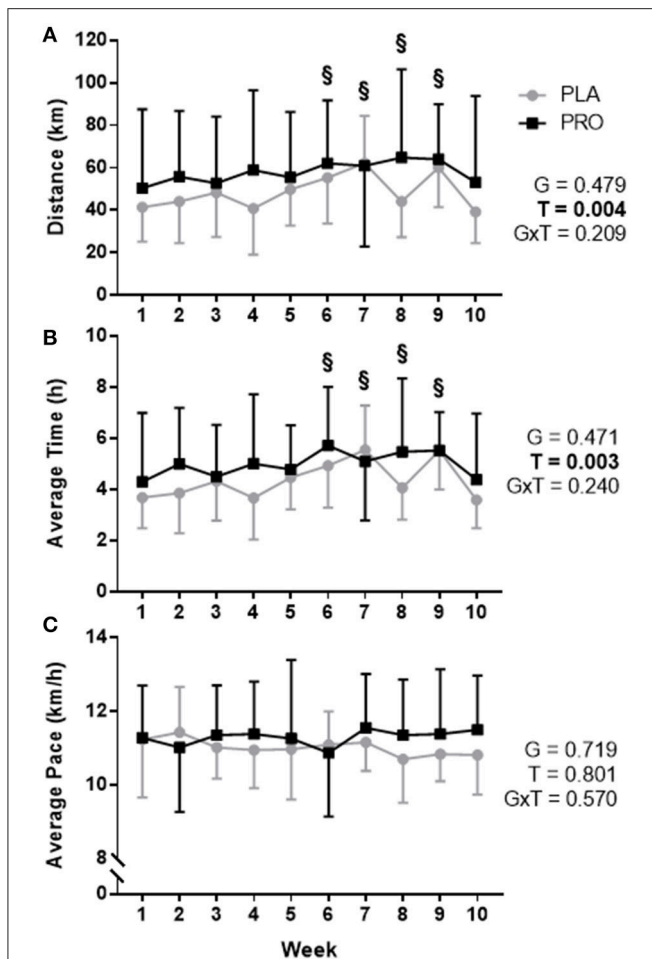 A
Distance (km)
120
100
80
60
40
20
0
§ § § §
1 2 3 4 5 6 7 8 9 10
PLA
PRO
G = 0.479
T = 0.004
GxT = 0.209
B
Average Time (h)
10
8
6
4
2
0
§ § § §
1 2 3 4 5 6 7 8 9 10
G = 0.471
T = 0.003
GxT = 0.240
C
Average Pace (km/h)
14
12
10
8
0
1 2 3 4 5 6 7 8 9 10
Week
G = 0.719
T = 0.801
GxT = 0.570